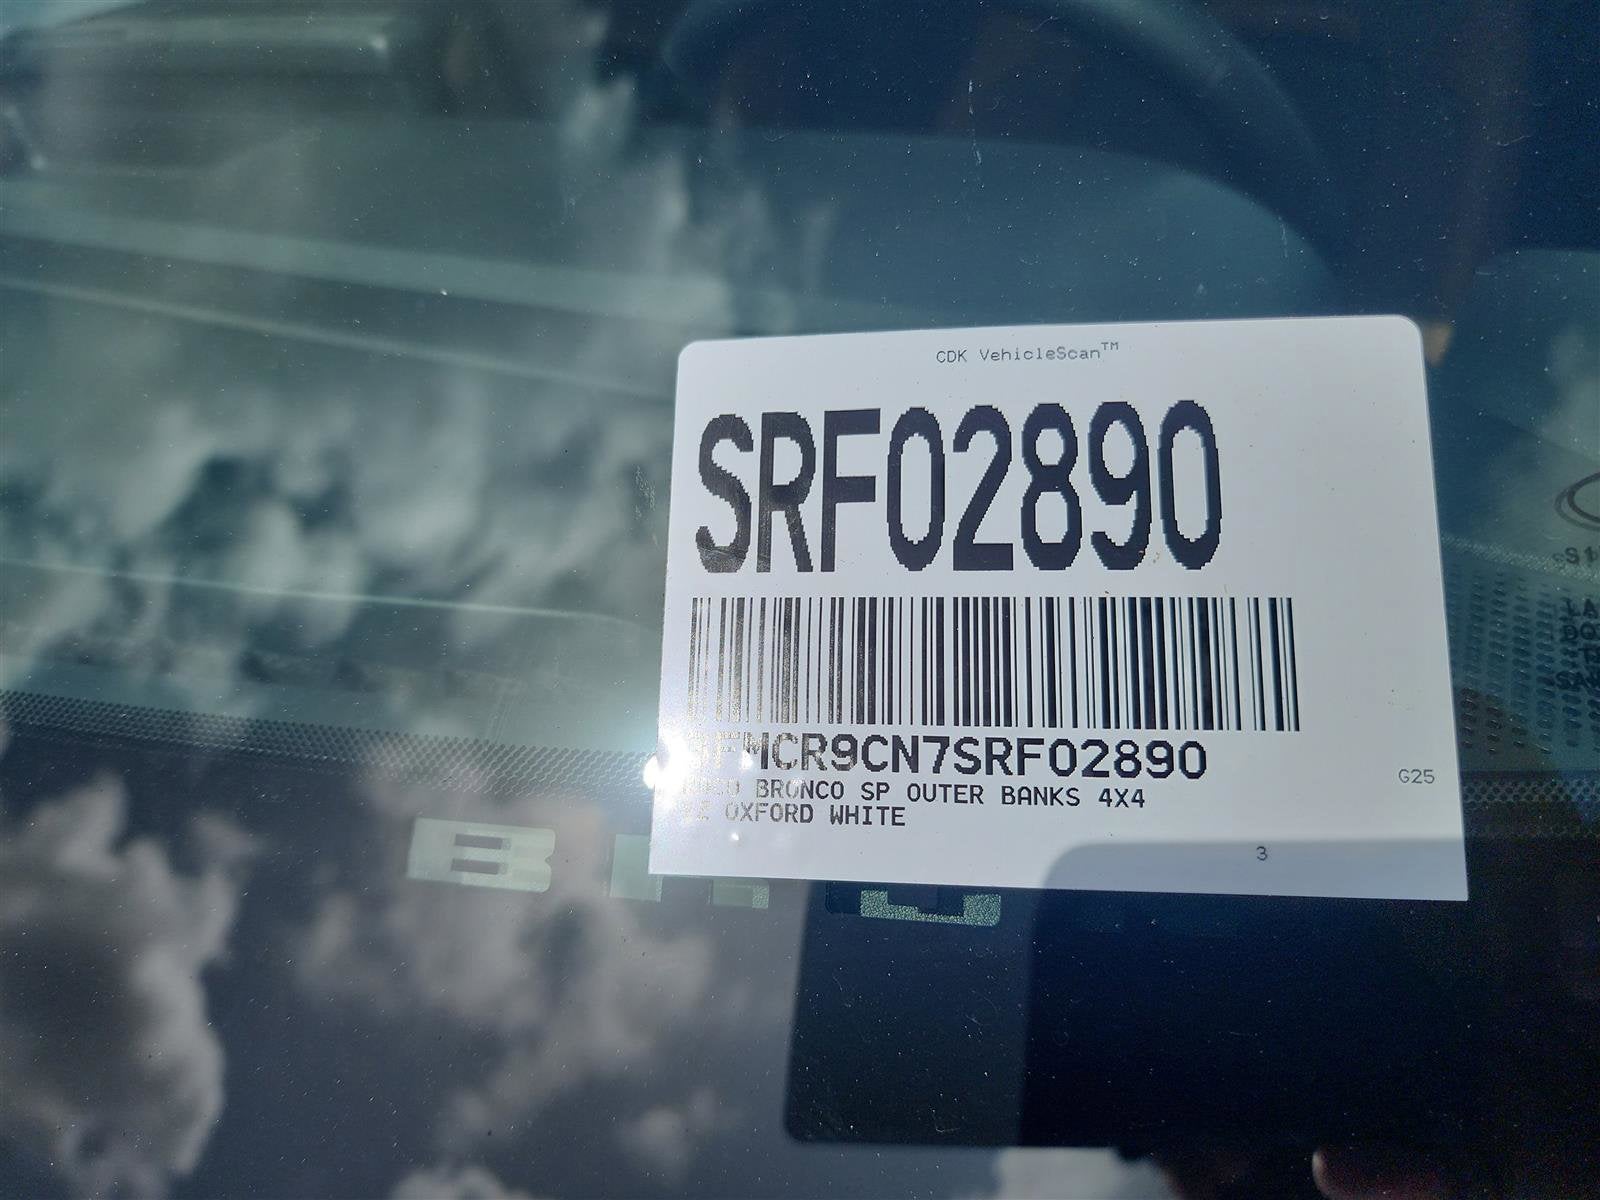 CDK VehicleScan™
SRF02890
FMCR9CN7SRF02890
BRONCO SP OUTER BANKS 4X4
OXFORD WHITE
G25
3